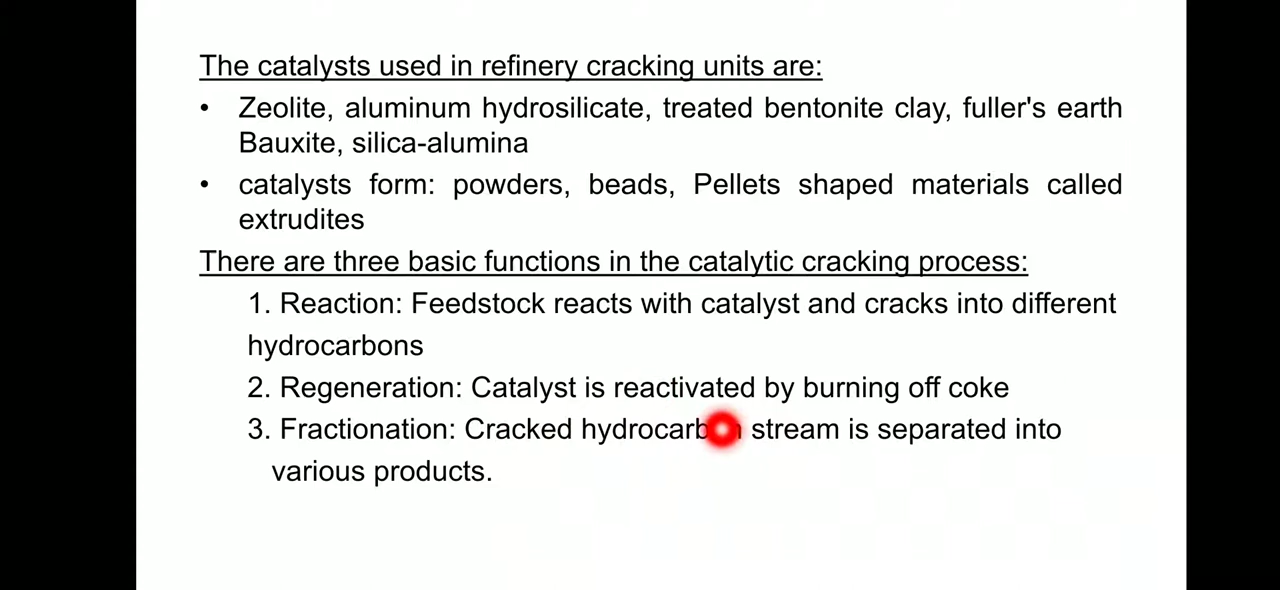 The catalysts used in refinery cracking units are:
• Zeolite, aluminum hydrosilicate, treated bentonite clay, fuller's earth
Bauxite, silica-alumina
• catalysts form: powders, beads, Pellets shaped materials called
extrudites
There are three basic functions in the catalytic cracking process:
1. Reaction: Feedstock reacts with catalyst and cracks into different
hydrocarbons
2. Regeneration: Catalyst is reactivated by burning off coke
3. Fractionation: Cracked hydrocarbon stream is separated into
various products.